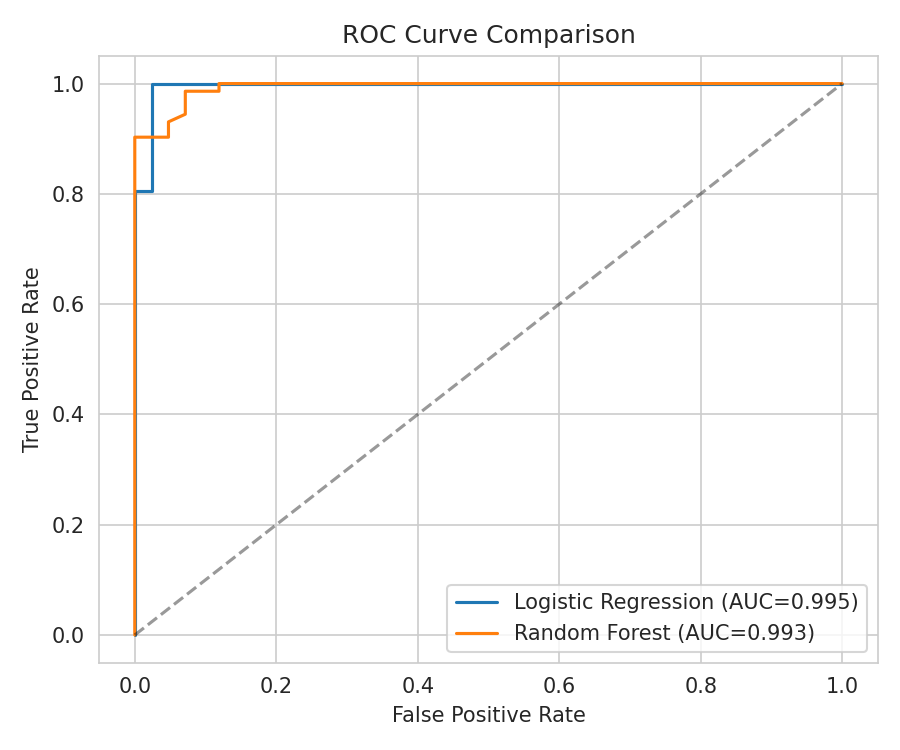 ROC Curve Comparison
True Positive Rate
1.0
0.8
0.6
0.4
0.2
0.0
Logistic Regression (AUC=0.995)
Random Forest (AUC=0.993)
0.0 0.2 0.4 0.6 0.8 1.0
False Positive Rate